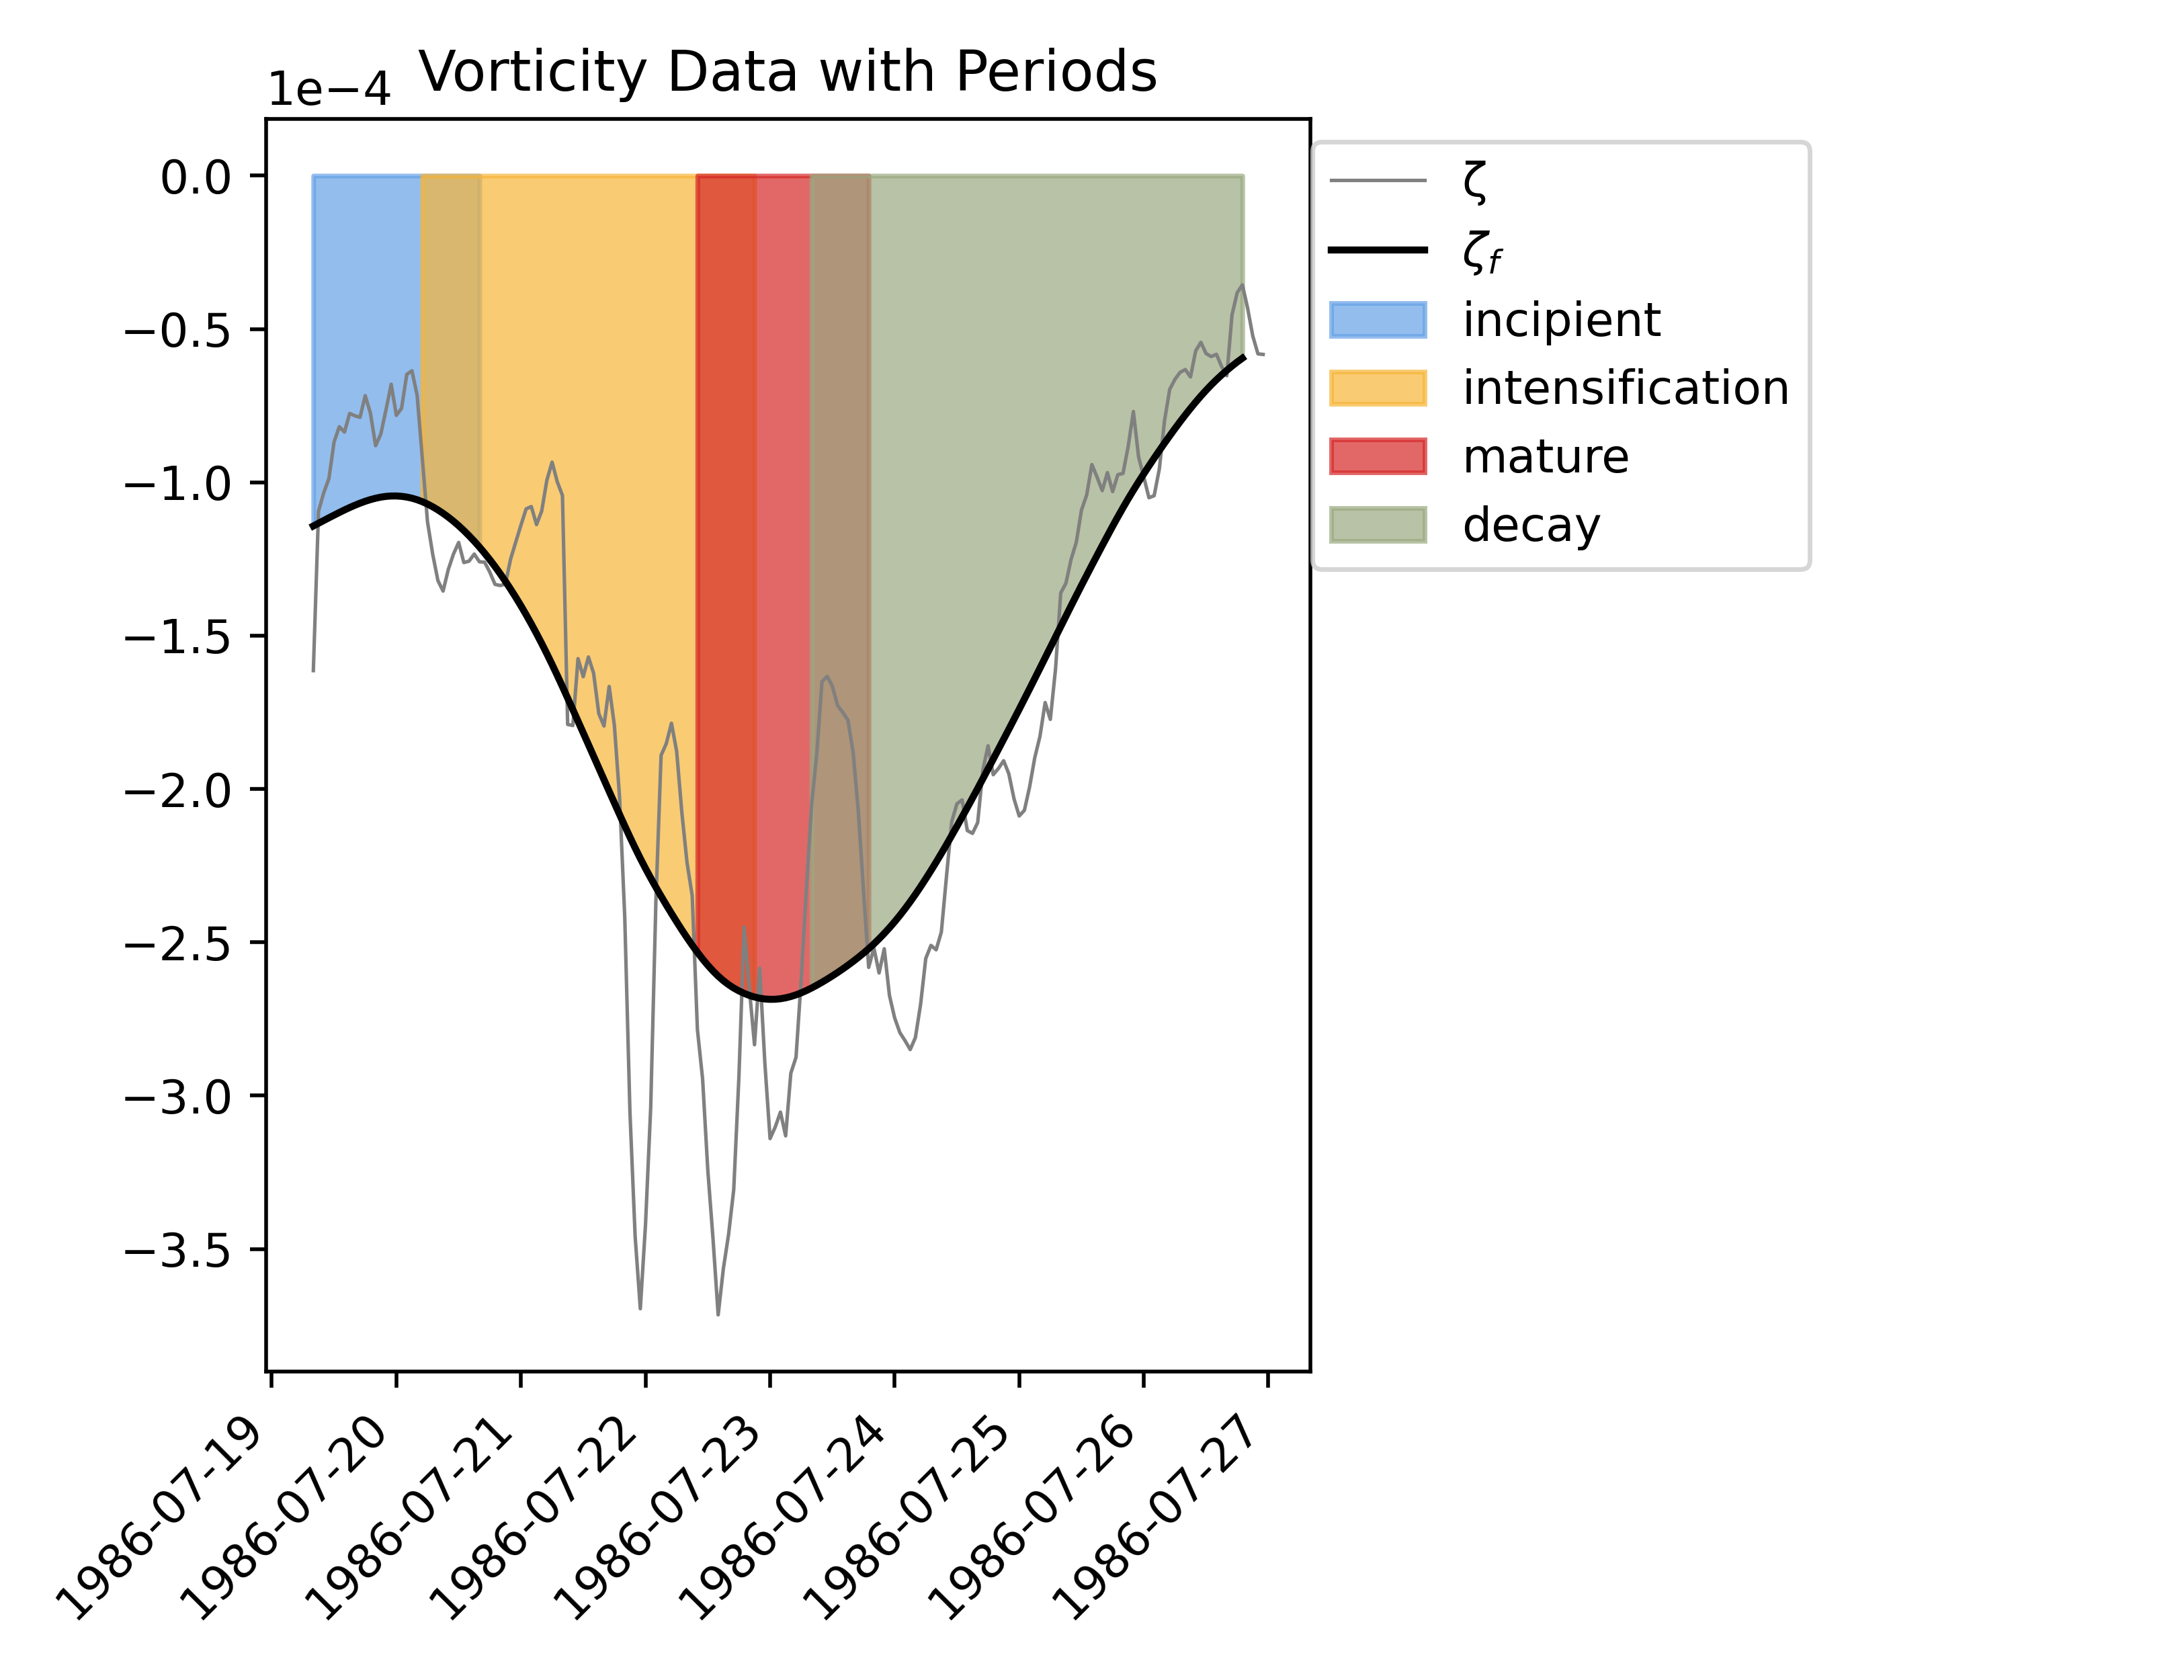 Vorticity Data with Periods
1e−4
0.0
−0.5
−1.0
−1.5
−2.0
−2.5
−3.0
−3.5
1986-07-19
1986-07-20
1986-07-21
1986-07-22
1986-07-23
1986-07-24
1986-07-25
1986-07-26
1986-07-27
ζ
ζf
incipient
intensification
mature
decay